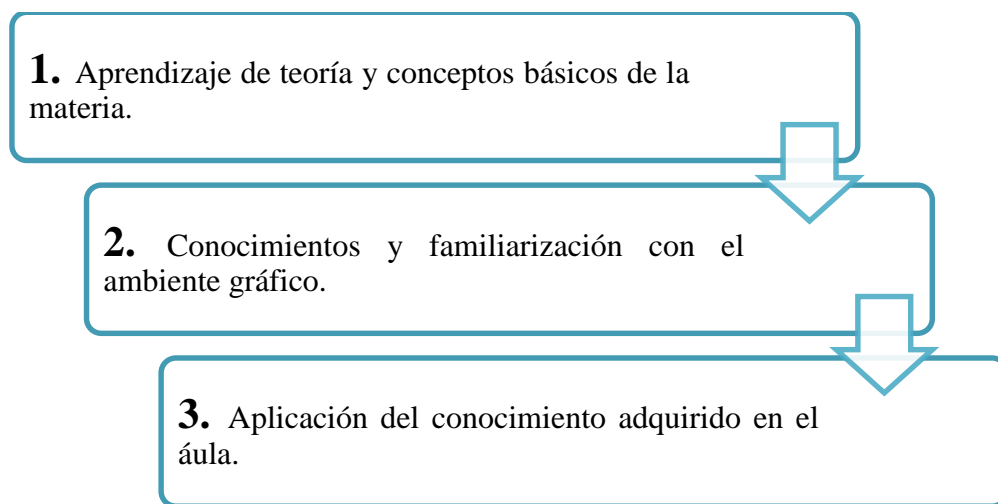 1. Aprendizaje de teoría y conceptos básicos de la
materia.
2. Conocimientos y familiarización con el
ambiente gráfico.
3. Aplicación del conocimiento adquirido en el
áula.